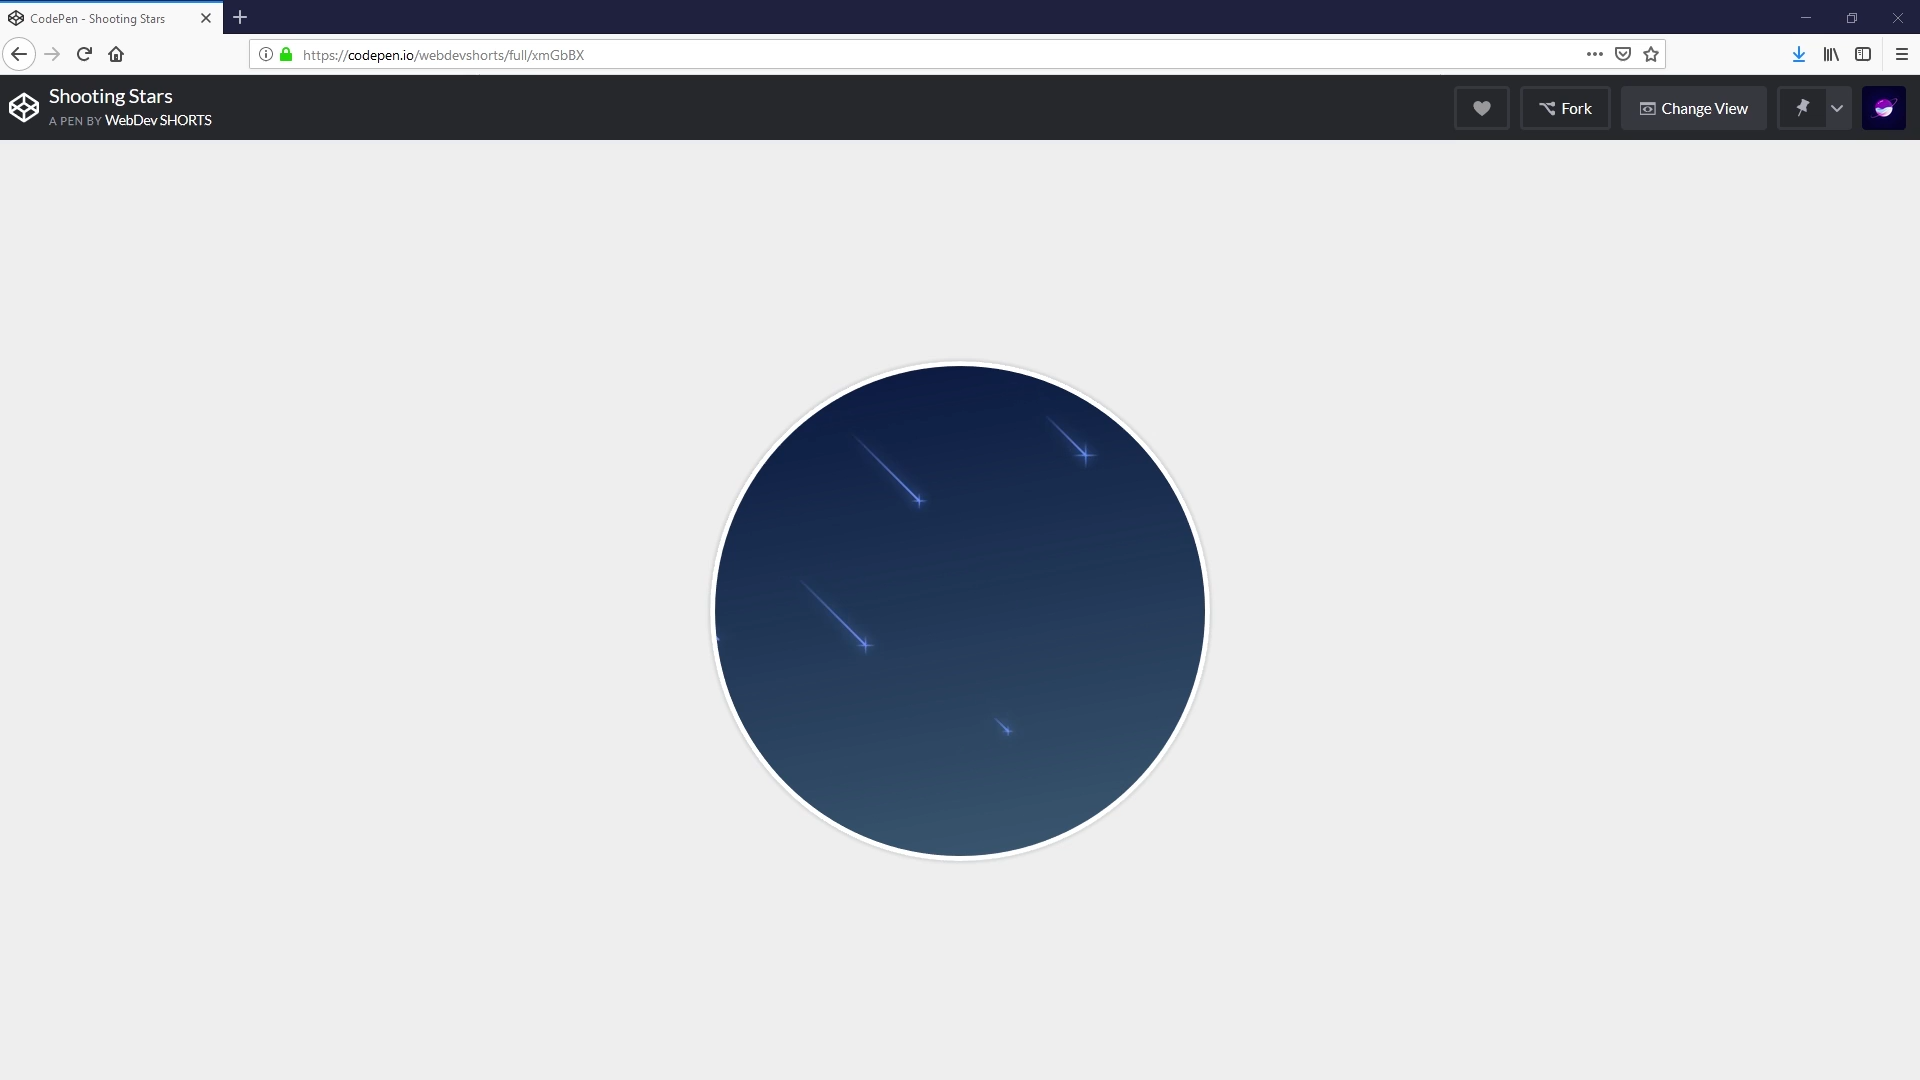 CodePen - Shooting Stars
https://codepen.io/webdevshorts/full/xmGbBX
Shooting Stars
A PEN BY WebDev SHORTS
Fork
Change View